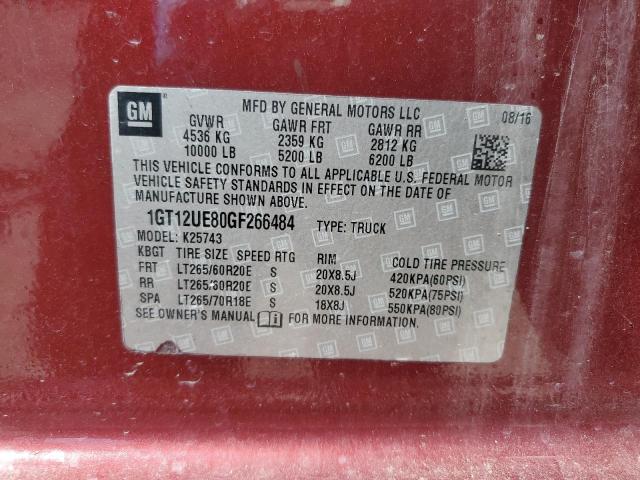 GM
MFD BY GENERAL MOTORS LLC
08/16
GVWR GAWR FRT GAWR RR
4536 KG 2359 KG 2812 KG
10000 LB 5200 LB 6200 LB
THIS VEHICLE CONFORMS TO ALL APPLICABLE U.S. FEDERAL MOTOR
VEHICLE SAFETY STANDARDS IN EFFECT ON THE DATE OF
MANUFACTURE SHOWN ABOVE.
1GT12UE80GF266484 TYPE: TRUCK
MODEL: K25743
KBGT TIRE SIZE SPEED RTG RIM COLD TIRE PRESSURE
FRT LT265/60R20E S 20X8.5J 420KPA(60PSI)
RR LT265/60R20E S 20X8.5J 520KPA(75PSI)
SPA LT265/70R18E S 18X8J 550KPA(80PSI)
SEE OWNER'S MANUAL FOR MORE INFORMATION.